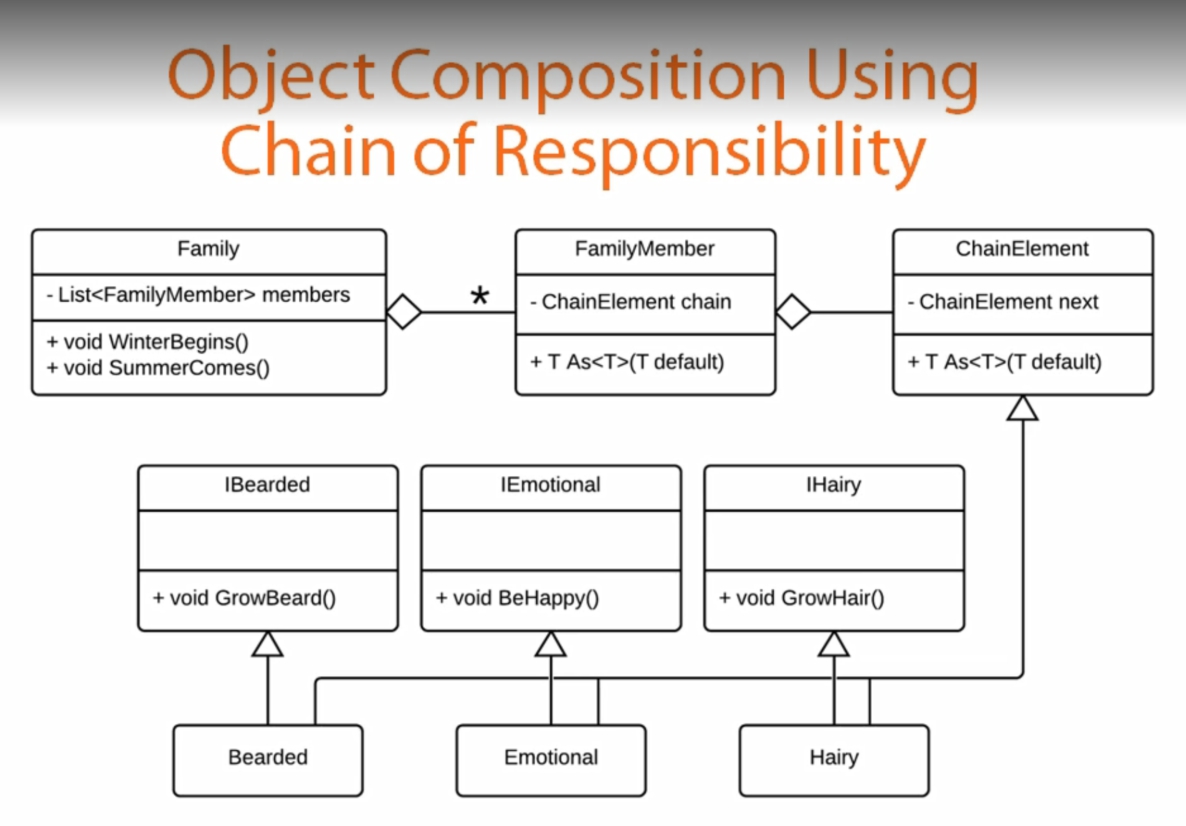 Object Composition Using
Chain of Responsibility
Family
- List<FamilyMember> members
+ void WinterBegins()
+ void SummerComes()
*
FamilyMember
- ChainElement chain
+ T As<T>(T default)
ChainElement
- ChainElement next
+ T As<T>(T default)
IBearded
+ void GrowBeard()
IEmotional
+ void BeHappy()
IHairy
+ void GrowHair()
Bearded
Emotional
Hairy